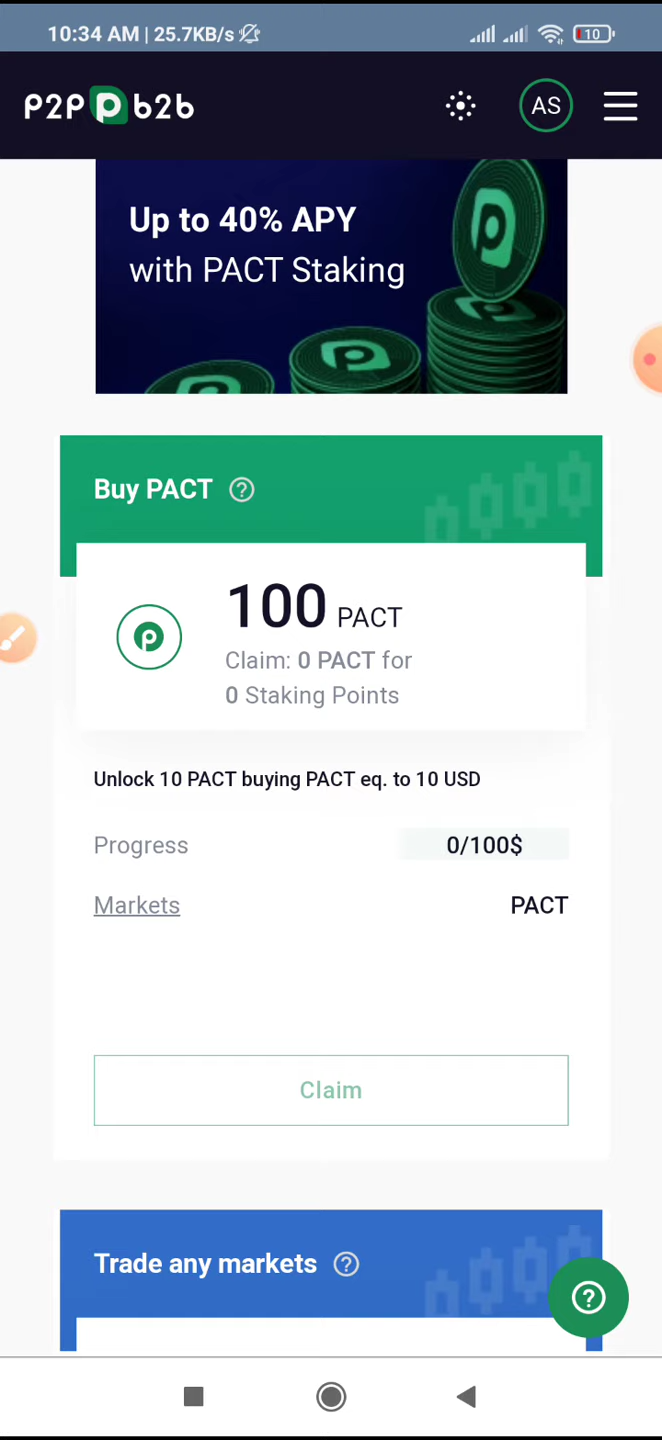 10:34 AM | 25.7KB/s
10
P2P b2b
AS
Up to 40% APY
with PACT Staking
Buy PACT
100 PACT
Claim: 0 PACT for
0 Staking Points
Unlock 10 PACT buying PACT eq. to 10 USD
Progress 0/100$
Markets PACT
Claim
Trade any markets